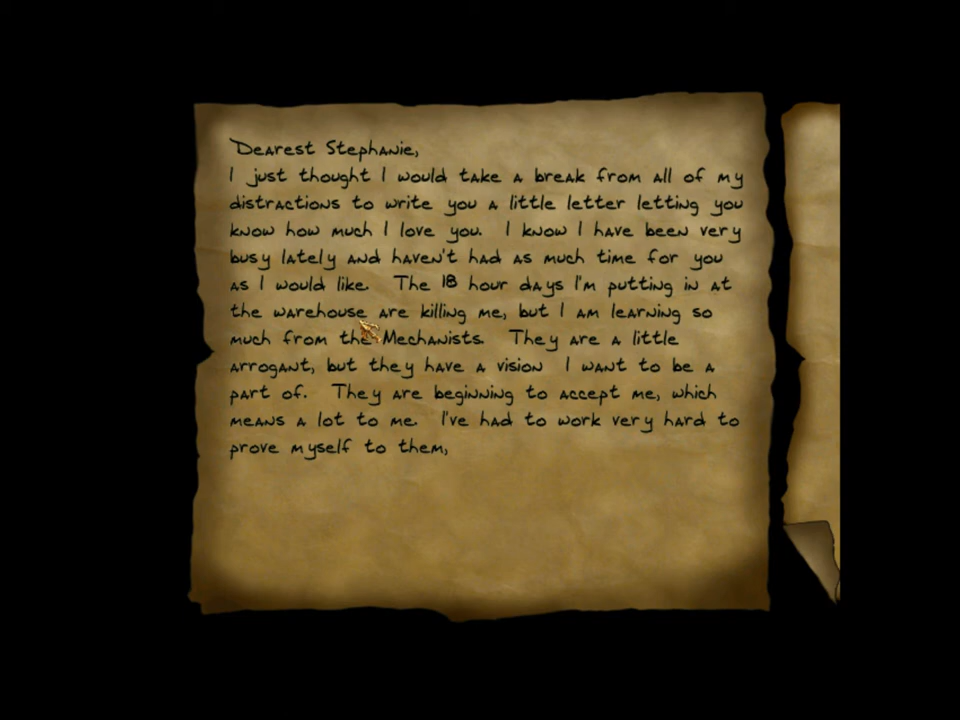 Dearest Stephanie,
I just thought I would take a break from all of my
distractions to write you a little letter letting you
know how much I love you. I know I have been very
busy lately and haven't had as much time for you
as I would like. The 18 hour days I'm putting in at
the warehouse are killing me, but I am learning so
much from the Mechanists. They are a little
arrogant, but they have a vision I want to be a
part of. They are beginning to accept me, which
means a lot to me. I've had to work very hard to
prove myself to them,